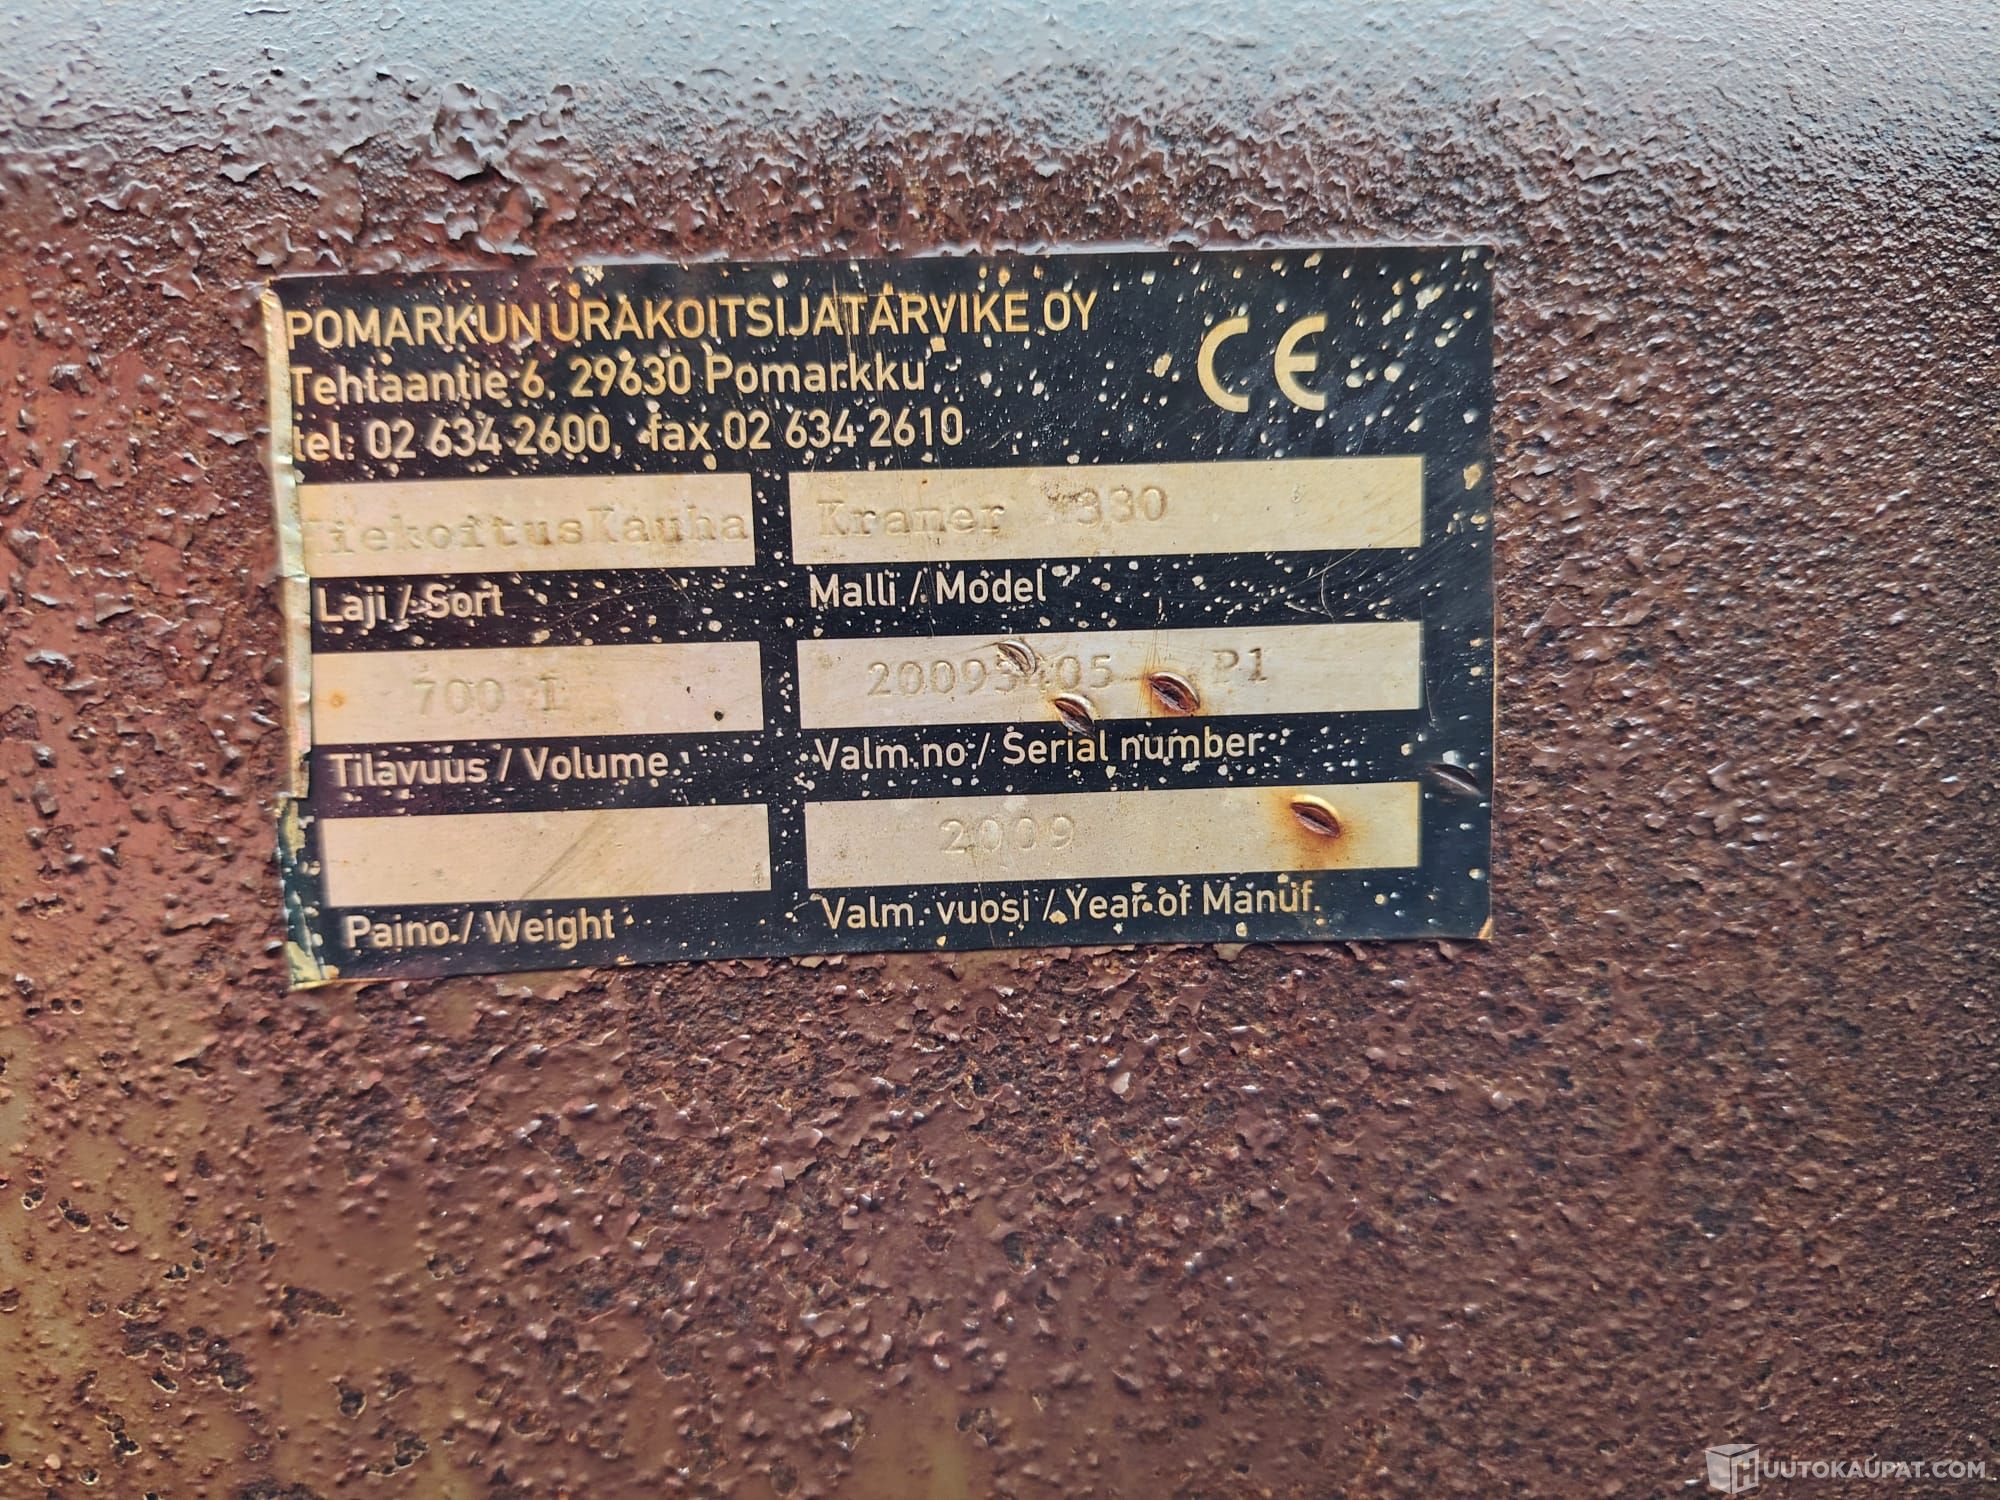 POMARKUN URAKOITSIJATARVIKE OY
CE
Tehtaantie 6, 29630 Pomarkku
tel. 02 634 2600, fax 02 634 2610
Kramer 330
Laji / Sort
Malli / Model
700 L
P1
Tilavuus / Volume
Valm.no / Serial number
2009
Paino / Weight
Valm. vuosi / Year of Manuf.
HUUTOKAUPAT.COM